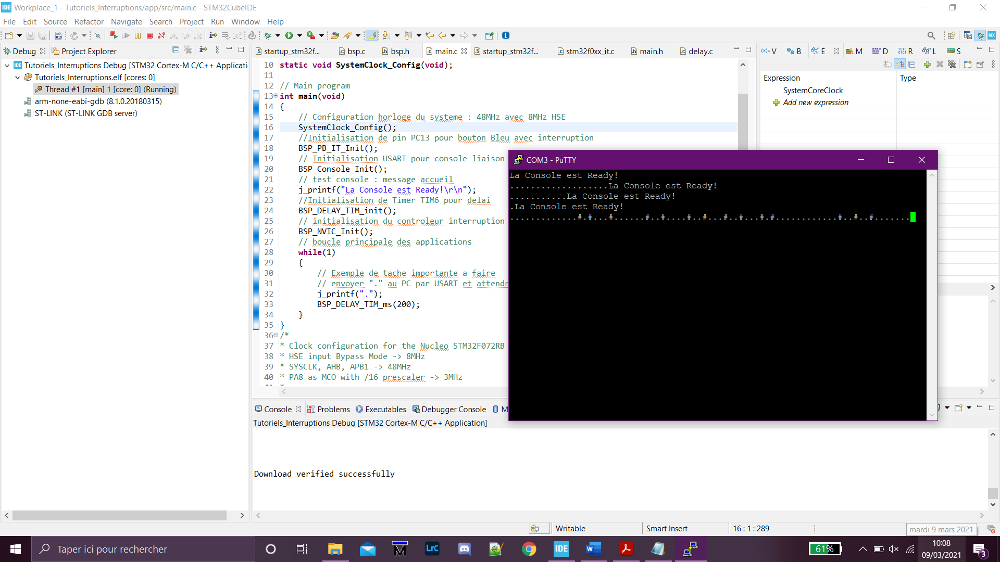 IDE Workplace_1 - Tutoriels_Interruptions/app/src/main.c - STM32CubeIDE
File Edit Source Refactor Navigate Search Project Run Window Help
Debug Project Explorer
Tutoriels_Interruptions Debug [STM32 Cortex-M C/C++ Applicati
Tutoriels_Interruptions.elf [cores: 0]
Thread #1 [main] 1 [core: 0] (Running)
arm-none-eabi-gdb (8.1.0.20180315)
ST-LINK (ST-LINK GDB server)
startup_stm32f... bsp.c bsp.h main.c startup_stm32f... stm32f0xx_it.c main.h delay.c
10 static void SystemClock_Config(void);
11
12 // Main program
13 int main(void)
14 {
15 // Configuration horloge du systeme : 48MHz avec 8MHz HSE
16 SystemClock_Config();
17 //Initialisation de pin PC13 pour bouton Bleu avec interruption
18 BSP_PB_IT_Init();
19 // Initialisation USART pour console liaison
20 BSP_Console_Init();
21 // test console : message accueil
22 j_printf("La Console est Ready!\r\n");
23 //Initialisation de Timer TIM6 pour delai
24 BSP_DELAY_TIM_init();
25 // initialisation du controleur interruption
26 BSP_NVIC_Init();
27 // boucle principale des applications
28 while(1)
29 {
30 // Exemple de tache importante a faire
31 // envoyer "." au PC par USART et attendr
32 j_printf(".");
33 BSP_DELAY_TIM_ms(200);
34 }
35 }
36 /*
37 * Clock configuration for the Nucleo STM32F072RB
38 * HSE input Bypass Mode -> 8MHz
39 * SYSCLK, AHB, APB1 -> 48MHz
40 * PA8 as MCO with /16 prescaler -> 3MHz
(x)= V B E M D R L S
Expression Type
SystemCoreClock
Add new expression
COM3 - PuTTY
La Console est Ready!
...................La Console est Ready!
...........La Console est Ready!
.La Console est Ready!
.............#.#...#......#..#....#..#...#..#...#.#............#..#..#.......
Console Problems Executables Debugger Console M
Tutoriels_Interruptions Debug [STM32 Cortex-M C/C++ Application]
Download verified successfully
Writable Smart Insert 16 : 1 : 289
mardi 9 mars 2021
Taper ici pour rechercher
LrC IDE 61%
10:08
09/03/2021
3